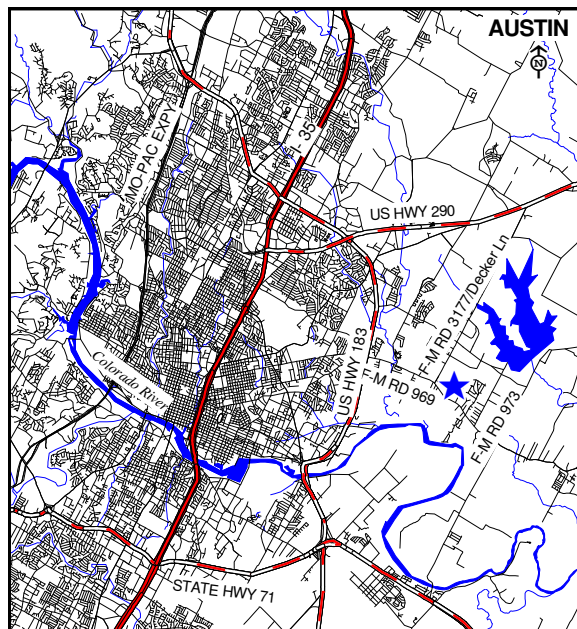 AUSTIN
N
MO-PAC EXPY
I- 35
US HWY 290
F-M RD 3177/Decker Ln
US HWY 183
F-M RD 969
F-M RD 973
Colorado River
STATE HWY 71